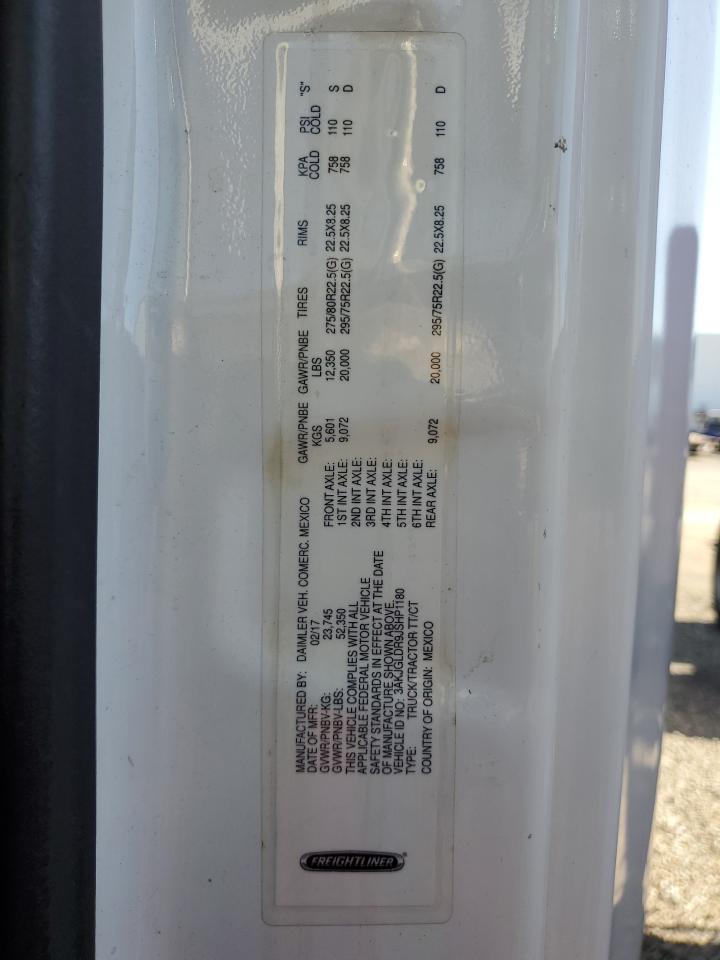 FREIGHTLINER
MANUFACTURED BY: DAIMLER VEH. COMERC. MEXICO
DATE OF MFR: 02/17
GVWR/PNBV-KG: 23,745
GVWR/PNBV-LBS: 52,350
THIS VEHICLE COMPLIES WITH ALL
APPLICABLE FEDERAL MOTOR VEHICLE
SAFETY STANDARDS IN EFFECT AT THE DATE
OF MANUFACTURE SHOWN ABOVE.
VEHICLE ID NO: 3AKJGLDR9JSHP1180
TYPE: TRUCK/TRACTOR TT/CT
COUNTRY OF ORIGIN: MEXICO
GAWR/PNBE GAWR/PNBE TIRES RIMS KPA PSI "S"
KGS LBS COLD COLD
FRONT AXLE: 5,601 12,350 275/80R22.5(G) 22.5X8.25 758 110 S
1ST INT AXLE: 9,072 20,000 295/75R22.5(G) 22.5X8.25 758 110 D
2ND INT AXLE:
3RD INT AXLE:
4TH INT AXLE:
5TH INT AXLE:
6TH INT AXLE:
REAR AXLE: 9,072 20,000 295/75R22.5(G) 22.5X8.25 758 110 D